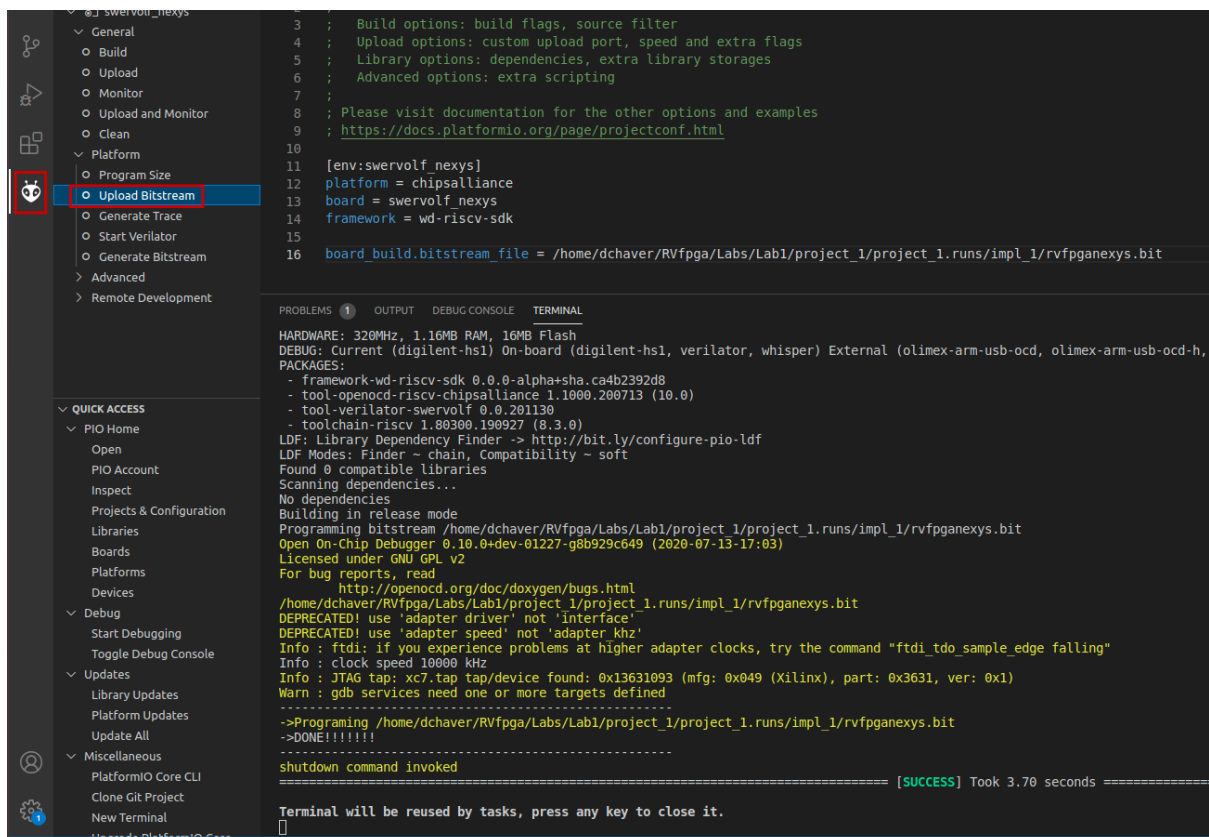 swervolf_nexys
General
Build
Upload
Monitor
Upload and Monitor
Clean
Platform
Program Size
Upload Bitstream
Generate Trace
Start Verilator
Generate Bitstream
Advanced
Remote Development
QUICK ACCESS
PIO Home
Open
PIO Account
Inspect
Projects & Configuration
Libraries
Boards
Platforms
Devices
Debug
Start Debugging
Toggle Debug Console
Updates
Library Updates
Platform Updates
Update All
Miscellaneous
PlatformIO Core CLI
Clone Git Project
New Terminal
Upgrade PlatformIO Core
1
2 ;
3 ; Build options: build flags, source filter
4 ; Upload options: custom upload port, speed and extra flags
5 ; Library options: dependencies, extra library storages
6 ; Advanced options: extra scripting
7 ;
8 ; Please visit documentation for the other options and examples
9 ; https://docs.platformio.org/page/projectconf.html
10
11 [env:swervolf_nexys]
12 platform = chipsalliance
13 board = swervolf_nexys
14 framework = wd-riscv-sdk
15
16 board_build.bitstream_file = /home/dchaver/RVfpga/Labs/Lab1/project_1/project_1.runs/impl_1/rvfpganexys.bit
PROBLEMS 1 OUTPUT DEBUG CONSOLE TERMINAL
HARDWARE: 320MHz, 1.16MB RAM, 16MB Flash
DEBUG: Current (digilent-hs1) On-board (digilent-hs1, verilator, whisper) External (olimex-arm-usb-ocd, olimex-arm-usb-ocd-h,
PACKAGES:
- framework-wd-riscv-sdk 0.0.0-alpha+sha.ca4b2392d8
- tool-openocd-riscv-chipsalliance 1.1000.200713 (10.0)
- tool-verilator-swervolf 0.0.201130
- toolchain-riscv 1.80300.190927 (8.3.0)
LDF: Library Dependency Finder -> http://bit.ly/configure-pio-ldf
LDF Modes: Finder ~ chain, Compatibility ~ soft
Found 0 compatible libraries
Scanning dependencies...
No dependencies
Building in release mode
Programming bitstream /home/dchaver/RVfpga/Labs/Lab1/project_1/project_1.runs/impl_1/rvfpganexys.bit
Open On-Chip Debugger 0.10.0+dev-01227-g8b929c649 (2020-07-13-17:03)
Licensed under GNU GPL v2
For bug reports, read
http://openocd.org/doc/doxygen/bugs.html
/home/dchaver/RVfpga/Labs/Lab1/project_1/project_1.runs/impl_1/rvfpganexys.bit
DEPRECATED! use 'adapter driver' not 'interface'
DEPRECATED! use 'adapter speed' not 'adapter_khz'
Info : ftdi: if you experience problems at higher adapter clocks, try the command "ftdi_tdo_sample_edge falling"
Info : clock speed 10000 kHz
Info : JTAG tap: xc7.tap tap/device found: 0x13631093 (mfg: 0x049 (Xilinx), part: 0x3631, ver: 0x1)
Warn : gdb services need one or more targets defined
-----------------------------------------------------
->Programing /home/dchaver/RVfpga/Labs/Lab1/project_1/project_1.runs/impl_1/rvfpganexys.bit
->DONE!!!!!!!
-----------------------------------------------------
shutdown command invoked
[SUCCESS] Took 3.70 seconds
Terminal will be reused by tasks, press any key to close it.